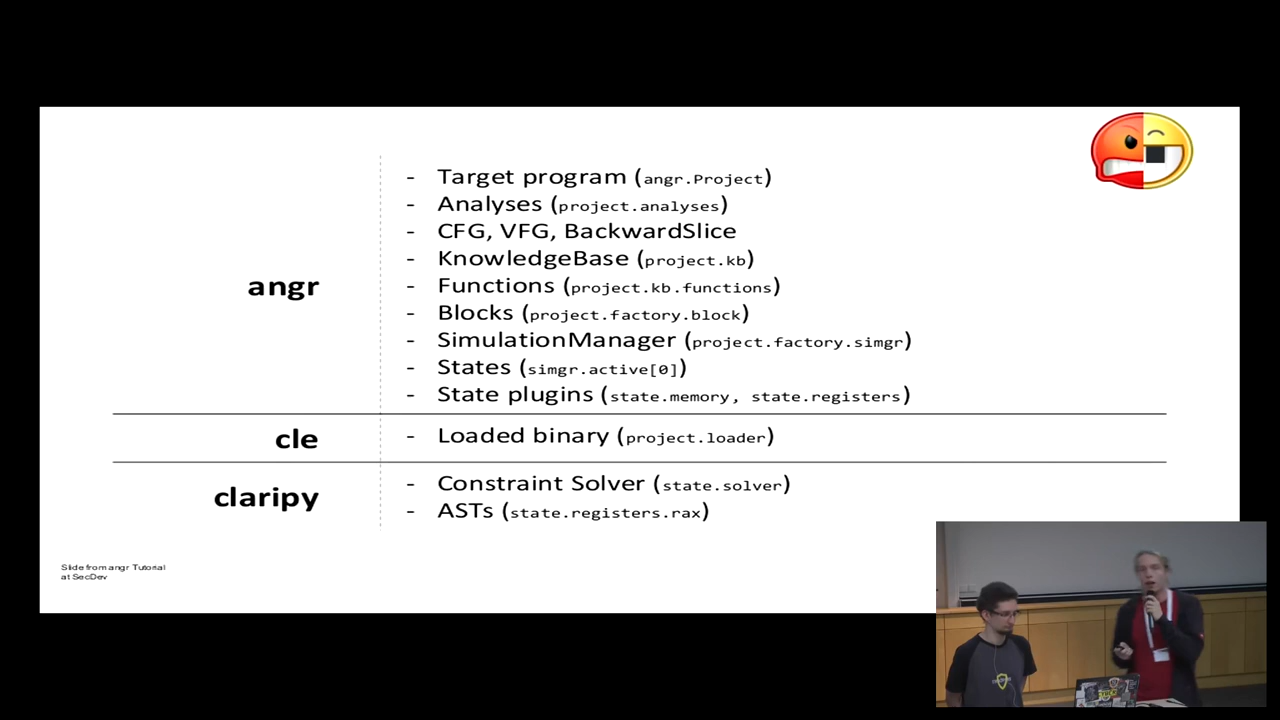 angr
- Target program (angr.Project)
- Analyses (project.analyses)
- CFG, VFG, BackwardSlice
- KnowledgeBase (project.kb)
- Functions (project.kb.functions)
- Blocks (project.factory.block)
- SimulationManager (project.factory.simgr)
- States (simgr.active[0])
- State plugins (state.memory, state.registers)
cle
- Loaded binary (project.loader)
claripy
- Constraint Solver (state.solver)
- ASTs (state.registers.rax)
Slide from angr Tutorial
at SecDev